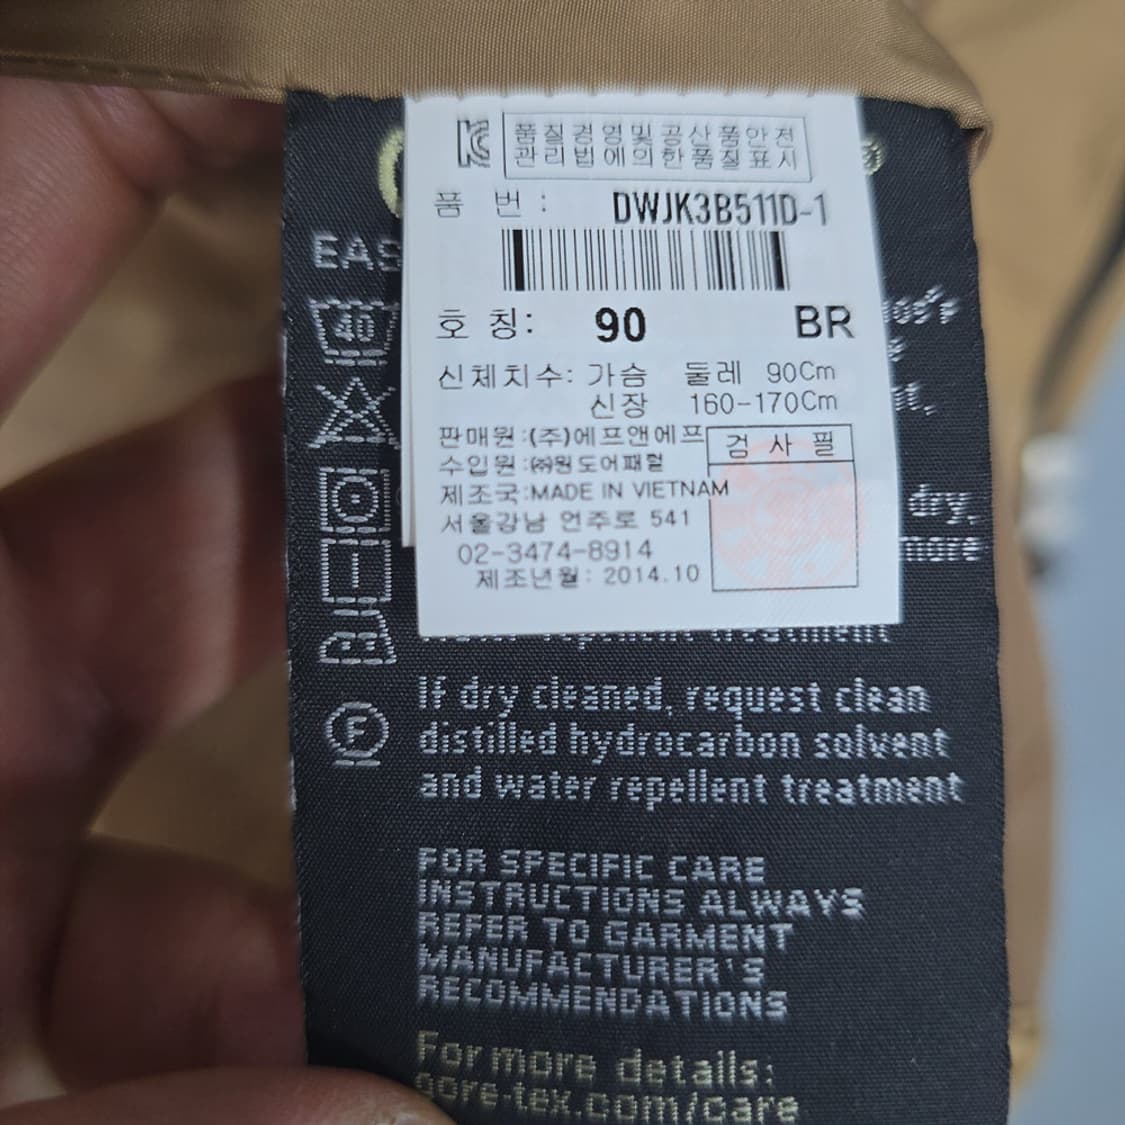 품질경영및공산품안전
관리법에의한품질표시
품 번 : DWJK3B511D-1
호 칭: 90 BR
신체치수: 가슴 둘레 90Cm
신장 160-170Cm
판매원:(주)에프앤에프
검 사 필
수입원:㈜원도어패럴
제조국:MADE IN VIETNAM
서울강남 언주로 541
02-3474-8914
제조년월: 2014.10
40
dry,
more
repellent treatment
If dry cleaned, request clean
distilled hydrocarbon solvent
and water repellent treatment
F
FOR SPECIFIC CARE
INSTRUCTIONS ALWAYS
REFER TO GARMENT
MANUFACTURER'S
RECOMMENDATIONS
For more details:
gore-tex.com/care